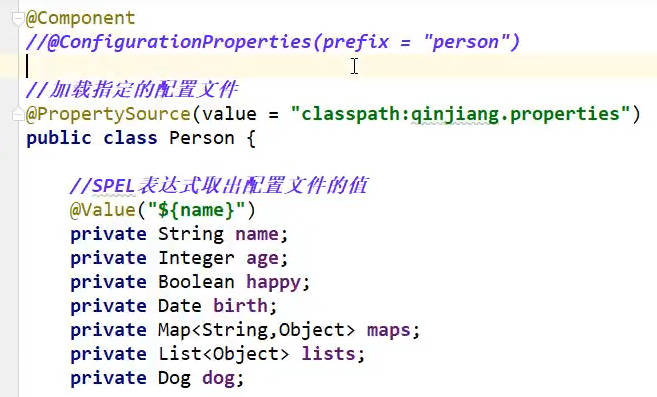 @Component
//@ConfigurationProperties(prefix = "person")
//加载指定的配置文件
@PropertySource(value = "classpath:qinjiang.properties")
public class Person {
//SPEL表达式取出配置文件的值
@Value("${name}")
private String name;
private Integer age;
private Boolean happy;
private Date birth;
private Map<String,Object> maps;
private List<Object> lists;
private Dog dog;